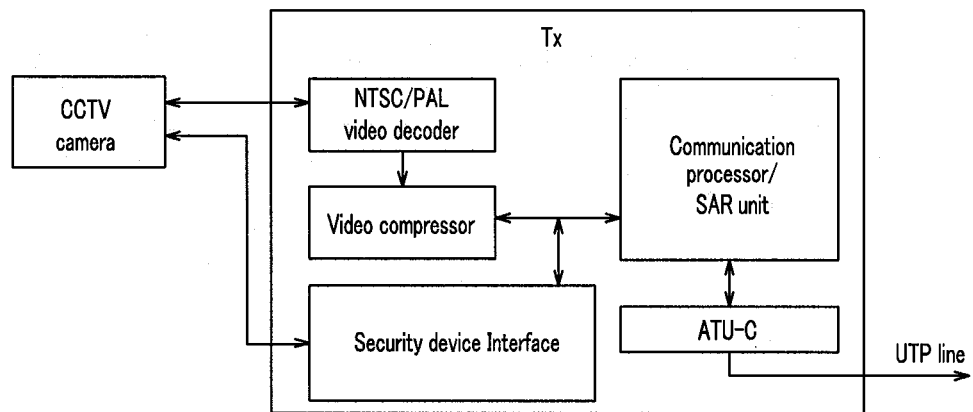 Tx
CCTV
camera
NTSC/PAL
video decoder
Communication
processor/
SAR unit
Video compressor
Security device Interface
ATU-C
UTP line